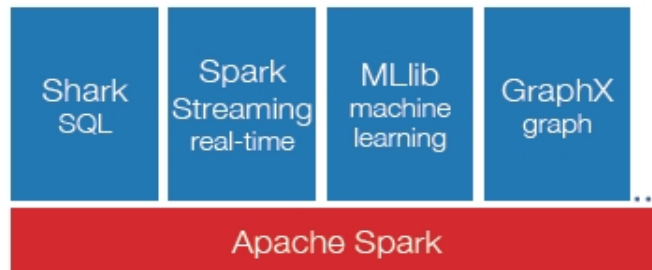 Shark
SQL
Spark
Streaming
real-time
MLlib
machine
learning
GraphX
graph
...
Apache Spark